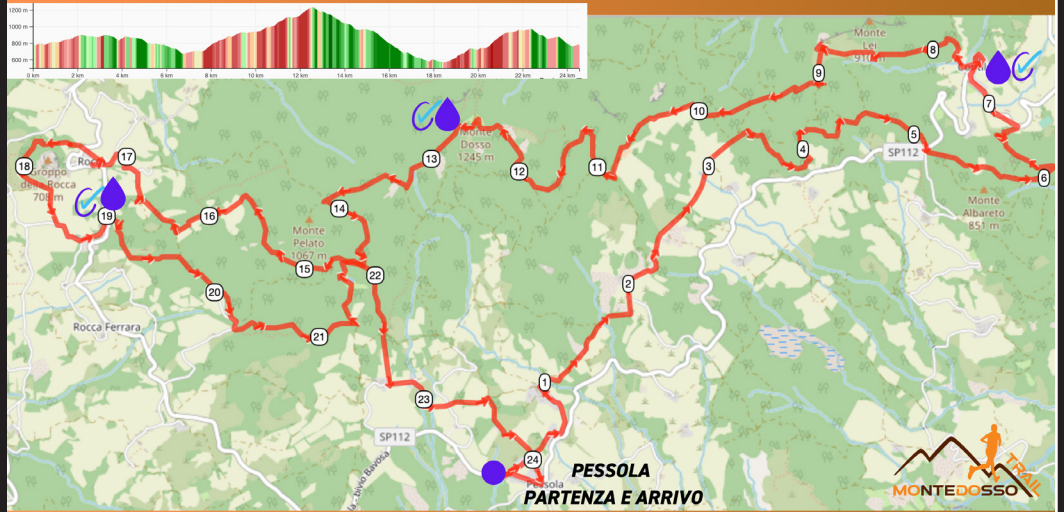 1200 m
1000 m
800 m
600 m
0 km
2 km
4 km
6 km
8 km
10 km
12 km
14 km
16 km
18 km
20 km
22 km
24 km
Monte
Lei
8
9
7
10
5
SP112
4
3
6
Monte
Albareto
851 m
Monte
Dosso
1245 m
13
12
11
17
18
Groppo
della Rocca
19
16
14
Monte
Pelato
1067 m
15
22
20
21
2
Rocca Ferrara
1
23
SP112
24
Pessola
la - bivio Bavosa
PESSOLA
PARTENZA E ARRIVO
MONTEDOSSO
TRAIL